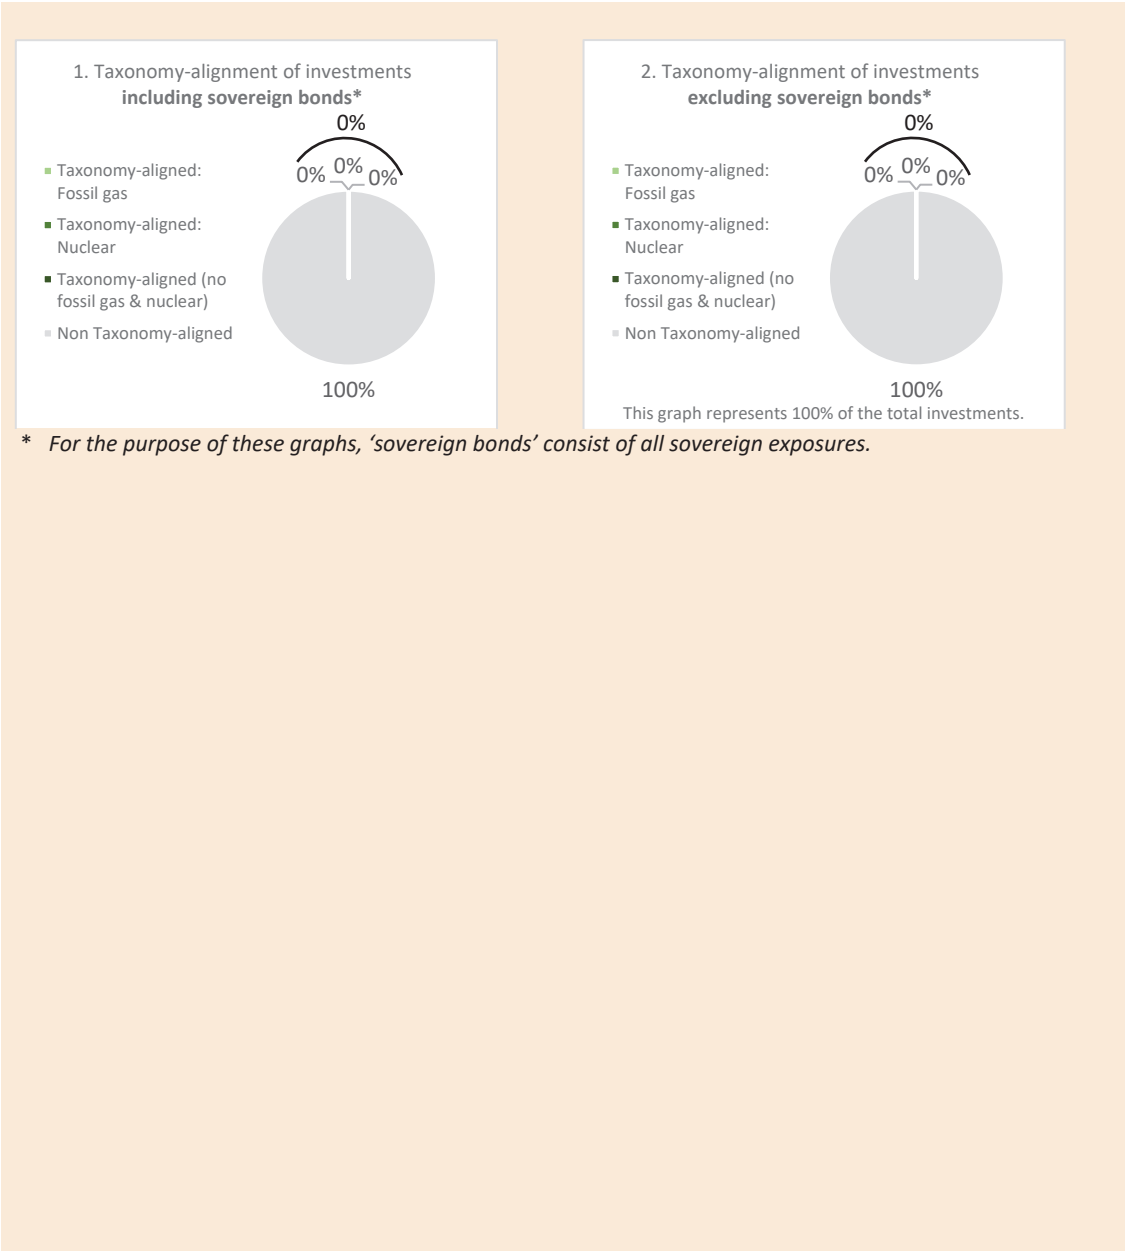 1. Taxonomy-alignment of investments
including sovereign bonds*
0%
0%
0%
0%
Taxonomy-aligned:
Fossil gas
Taxonomy-aligned:
Nuclear
Taxonomy-aligned (no
fossil gas & nuclear)
Non Taxonomy-aligned
100%
2. Taxonomy-alignment of investments
excluding sovereign bonds*
0%
0%
0%
0%
Taxonomy-aligned:
Fossil gas
Taxonomy-aligned:
Nuclear
Taxonomy-aligned (no
fossil gas & nuclear)
Non Taxonomy-aligned
100%
This graph represents 100% of the total investments.
* For the purpose of these graphs, ‘sovereign bonds’ consist of all sovereign exposures.